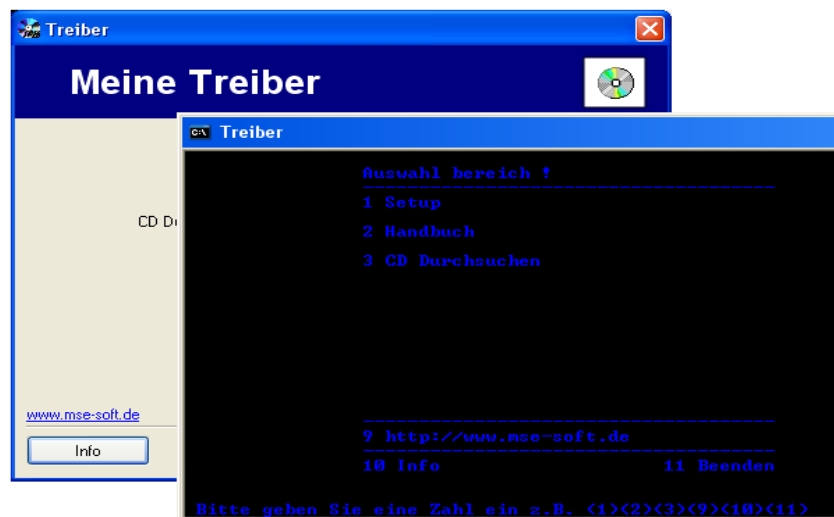 Treiber
Meine Treiber
CD Du
www.mse-soft.de
Info
Treiber
Auswahl bereich !
1 Setup
2 Handbuch
3 CD Durchsuchen
9 http://www.mse-soft.de
10 Info 11 Beenden
Bitte geben Sie eine Zahl ein z.B. (1)(2)(3)(9)(10)(11)